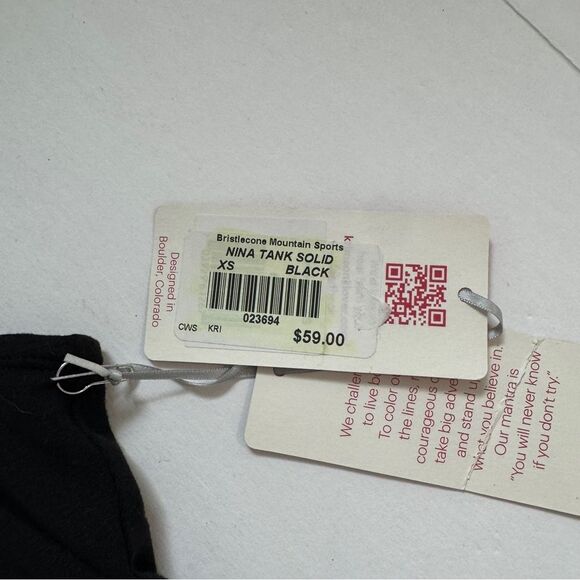 Bristlecone Mountain Sports
NINA TANK SOLID
XS BLACK
023694
CWS KRI $59.00
Designed in
Boulder, Colorado
k
We challen
to live bo
To color ou
the lines,
courageous
take big adve
and stand u
what you believe in.
Our mantra is
"You will never know
if you don't try."